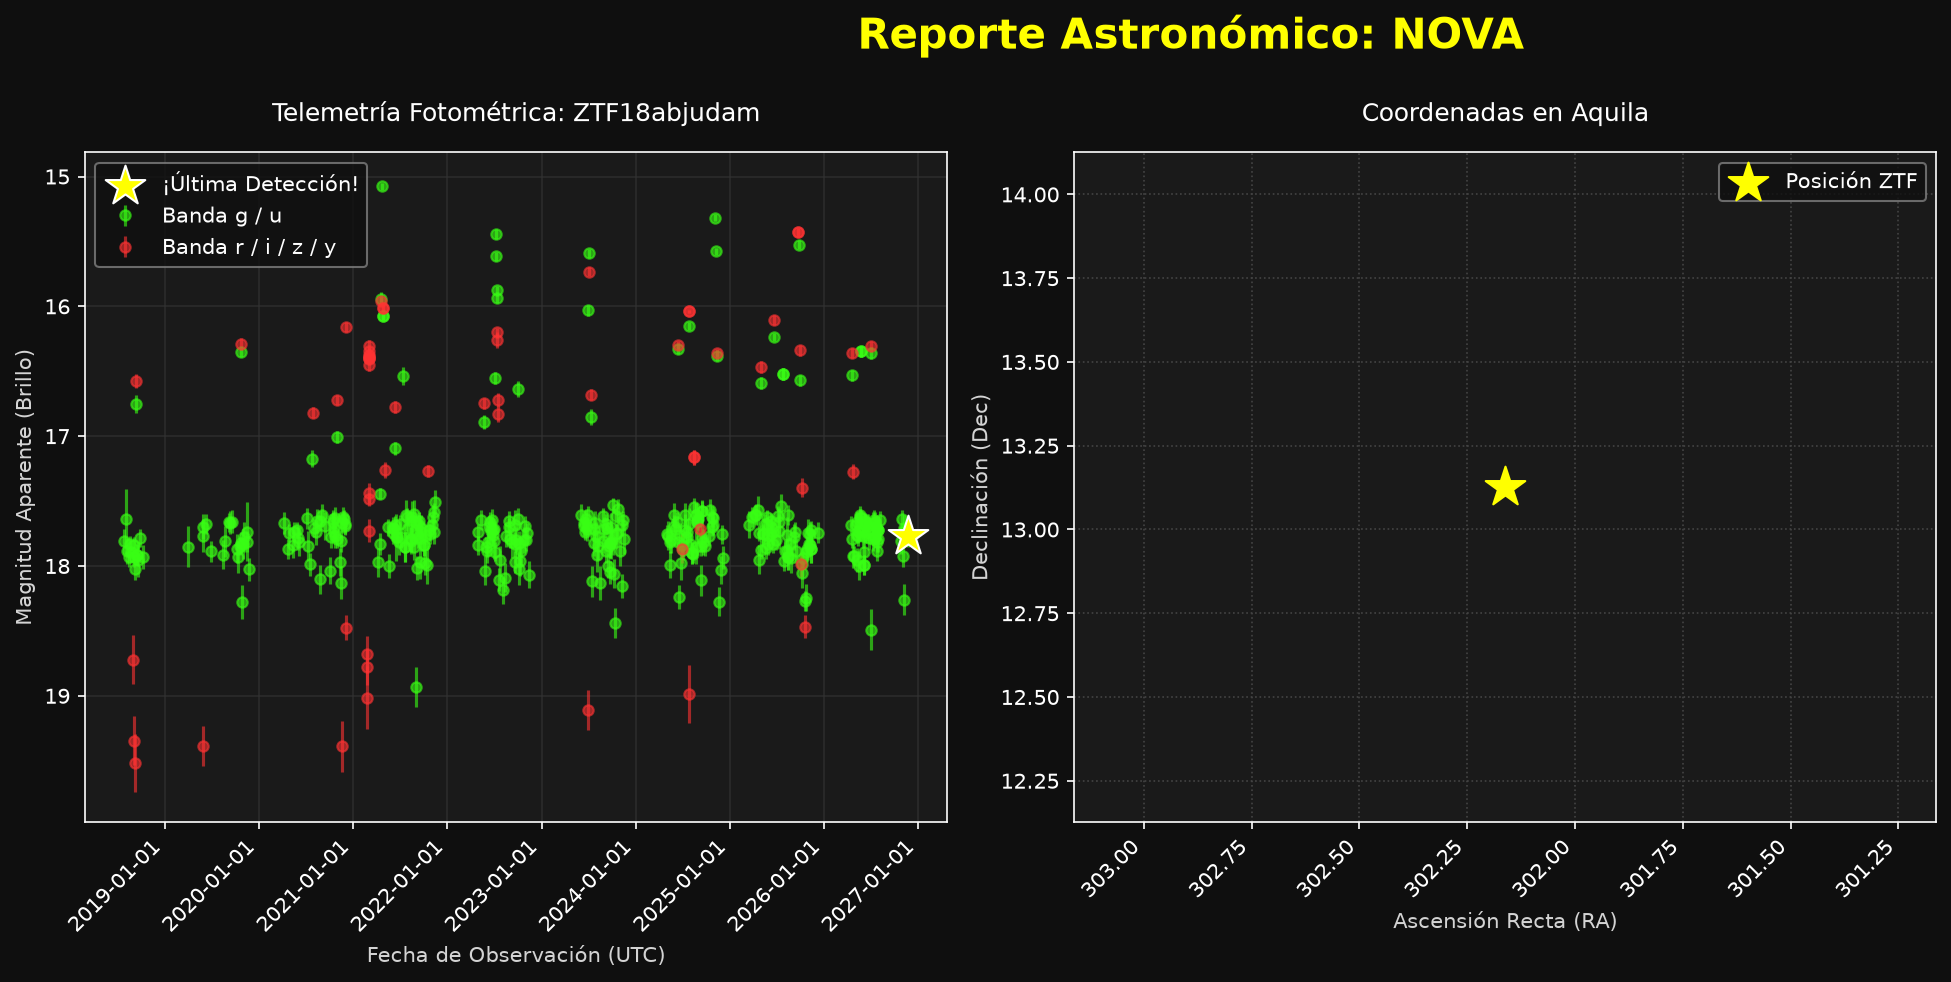 Reporte Astronómico: NOVA
Telemetría Fotométrica: ZTF18abjudam
¡Última Detección!
Banda g / u
Banda r / i / z / y
Magnitud Aparente (Brillo)
15
16
17
18
19
2019-01-01
2020-01-01
2021-01-01
2022-01-01
2023-01-01
2024-01-01
2025-01-01
2026-01-01
2027-01-01
Fecha de Observación (UTC)
Coordenadas en Aquila
Posición ZTF
Declinación (Dec)
14.00
13.75
13.50
13.25
13.00
12.75
12.50
12.25
303.00
302.75
302.50
302.25
302.00
301.75
301.50
301.25
Ascensión Recta (RA)